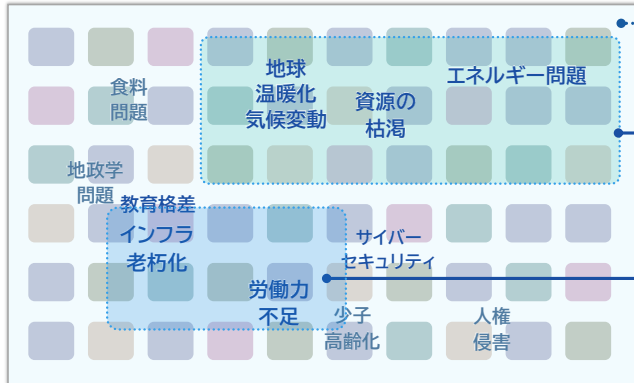 地球
温暖化
気候変動
資源の
枯渇
エネルギー問題
食料
問題
地政学
問題
教育格差
インフラ
老朽化
労働力
不足
サイバー
セキュリティ
少子
高齢化
人権
侵害